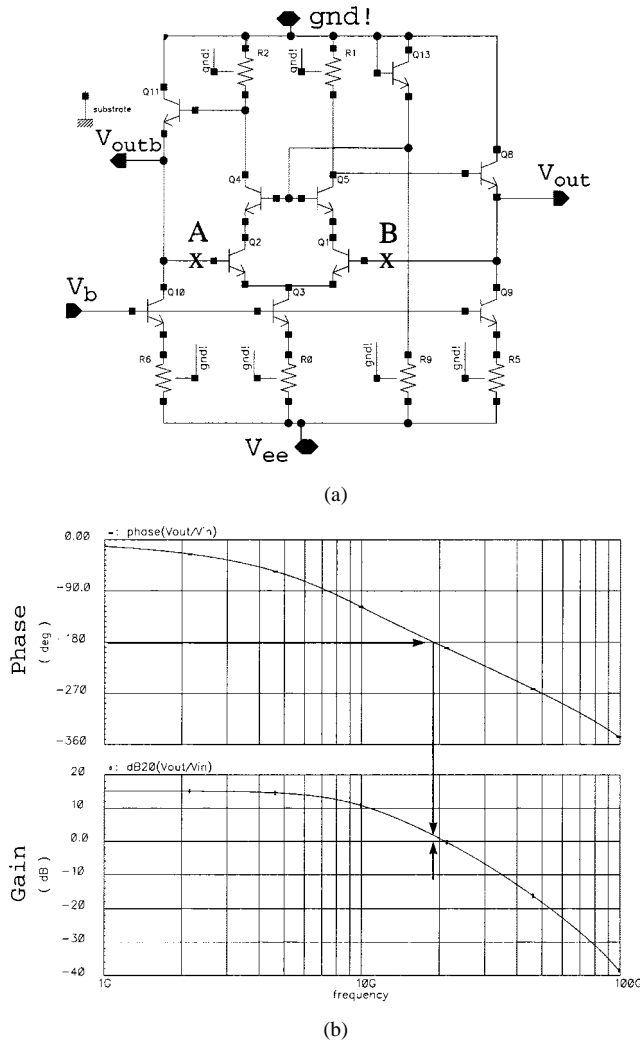 gnd!
R2
R1
Q13
gnd!
gnd!
Q11
substrate
Voutb
Q4
Q5
Q8
Vout
A
B
Q2
Q1
Vb
Q10
Q3
Q9
R6
gnd!
gnd!
R0
gnd!
R9
gnd!
R5
Vee
(a)
-: phase(Vout/Vin)
0.00
-90.0
-180
-270
-360
Phase
( deg )
: dB20(Vout/Vin)
20
10
0.0
-10
-20
-30
-40
Gain
( dB )
1G
10G
100G
frequency
(b)